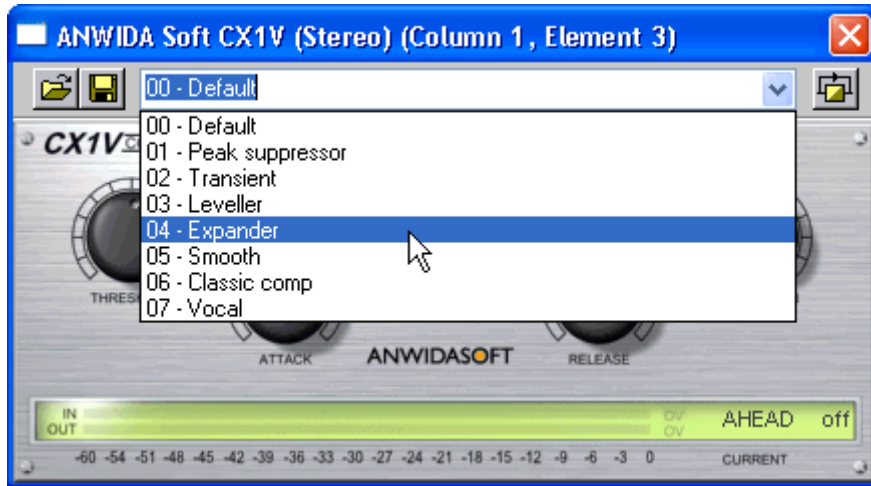 ANWIDA Soft CX1V (Stereo) (Column 1, Element 3)
00 - Default
00 - Default
01 - Peak suppressor
02 - Transient
03 - Leveller
04 - Expander
05 - Smooth
06 - Classic comp
07 - Vocal
CX1V
THRES
ATTACK
ANWIDASOFT
RELEASE
IN
OUT
OV
OV
AHEAD off
-60 -54 -51 -48 -45 -42 -39 -36 -33 -30 -27 -24 -21 -18 -15 -12 -9 -6 -3 0 CURRENT